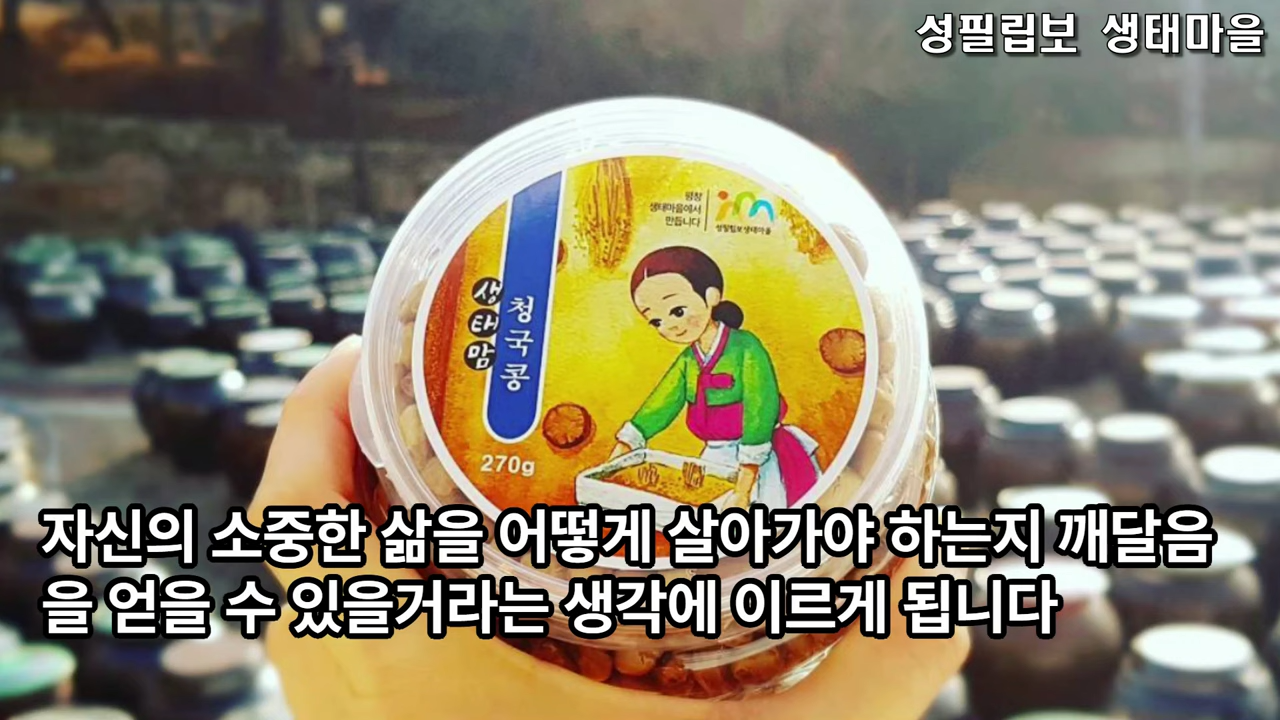 성필립보 생태마을
평창
생태마을에서
만듭니다
성필립보생태마을
생태맘
청국콩
270g
자신의 소중한 삶을 어떻게 살아가야 하는지 깨달음
을 얻을 수 있을거라는 생각에 이르게 됩니다